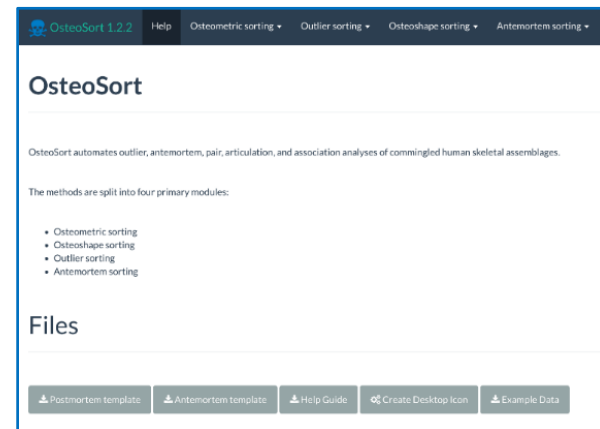 OsteoSort 1.2.2 Help Osteometric sorting Outlier sorting Osteoshape sorting Antemortem sorting
OsteoSort
OsteoSort automates outlier, antemortem, pair, articulation, and association analyses of commingled human skeletal assemblages.
The methods are split into four primary modules:
Osteometric sorting
Osteoshape sorting
Outlier sorting
Antemortem sorting
Files
Postmortem template Antemortem template Help Guide Create Desktop Icon Example Data